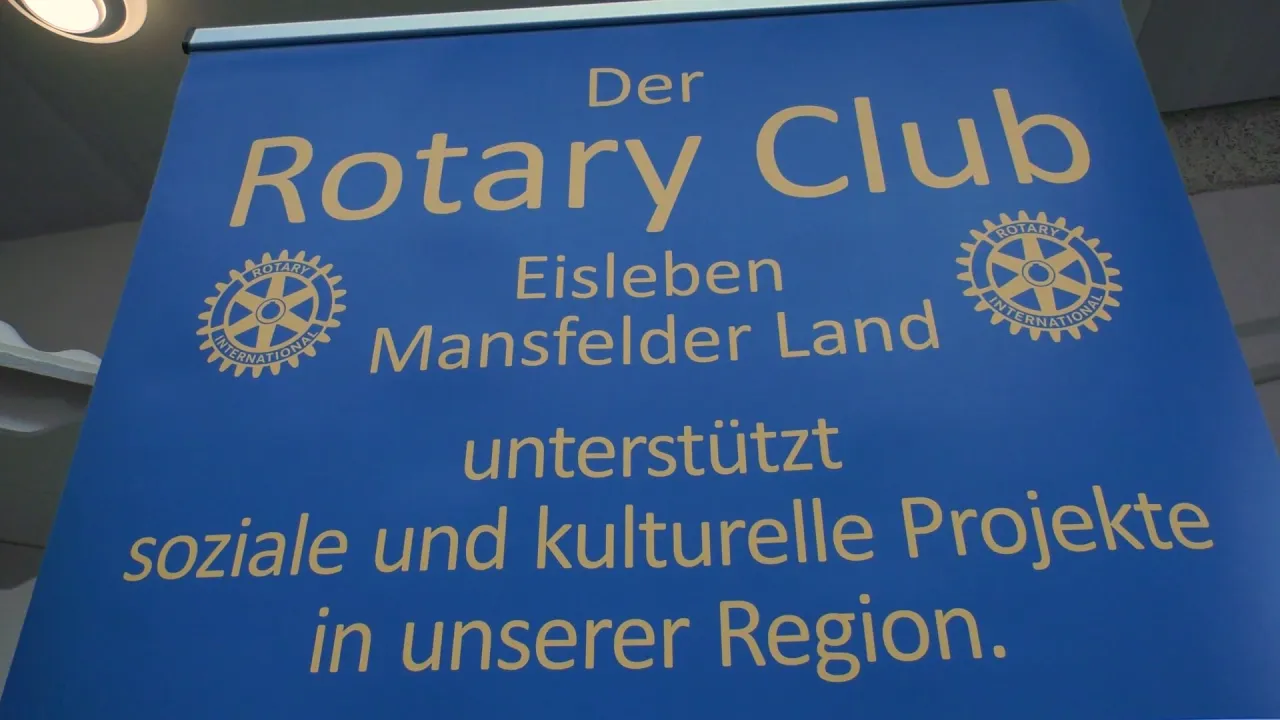 Der
Rotary Club
Eisleben
Mansfelder Land
ROTARY
INTERNATIONAL
ROTARY
INTERNATIONAL
unterstützt
soziale und kulturelle Projekte
in unserer Region.